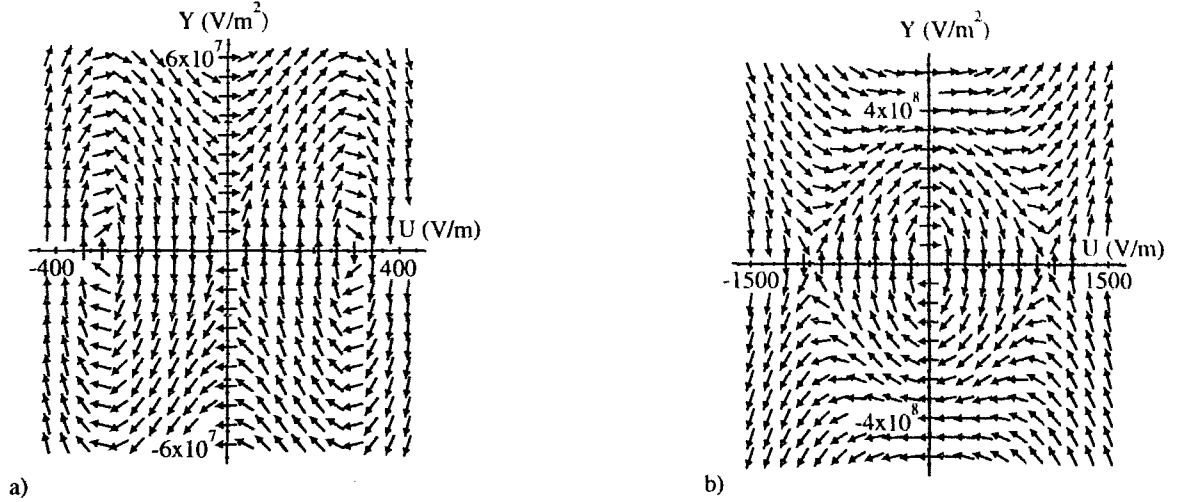 Y (V/m²)
6x10⁷
U (V/m)
-400
400
-6x10⁷
a)
Y (V/m²)
4x10⁸
U (V/m)
-1500
1500
-4x10⁸
b)